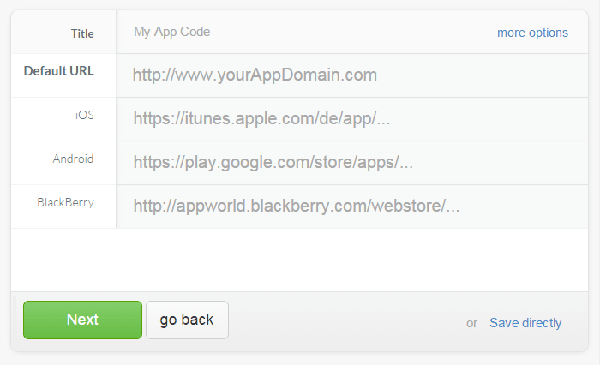 Title My App Code more options
Default URL http://www.yourAppDomain.com
iOS https://itunes.apple.com/de/app/...
Android https://play.google.com/store/apps/...
BlackBerry http://appworld.blackberry.com/webstore/...
Next go back or Save directly